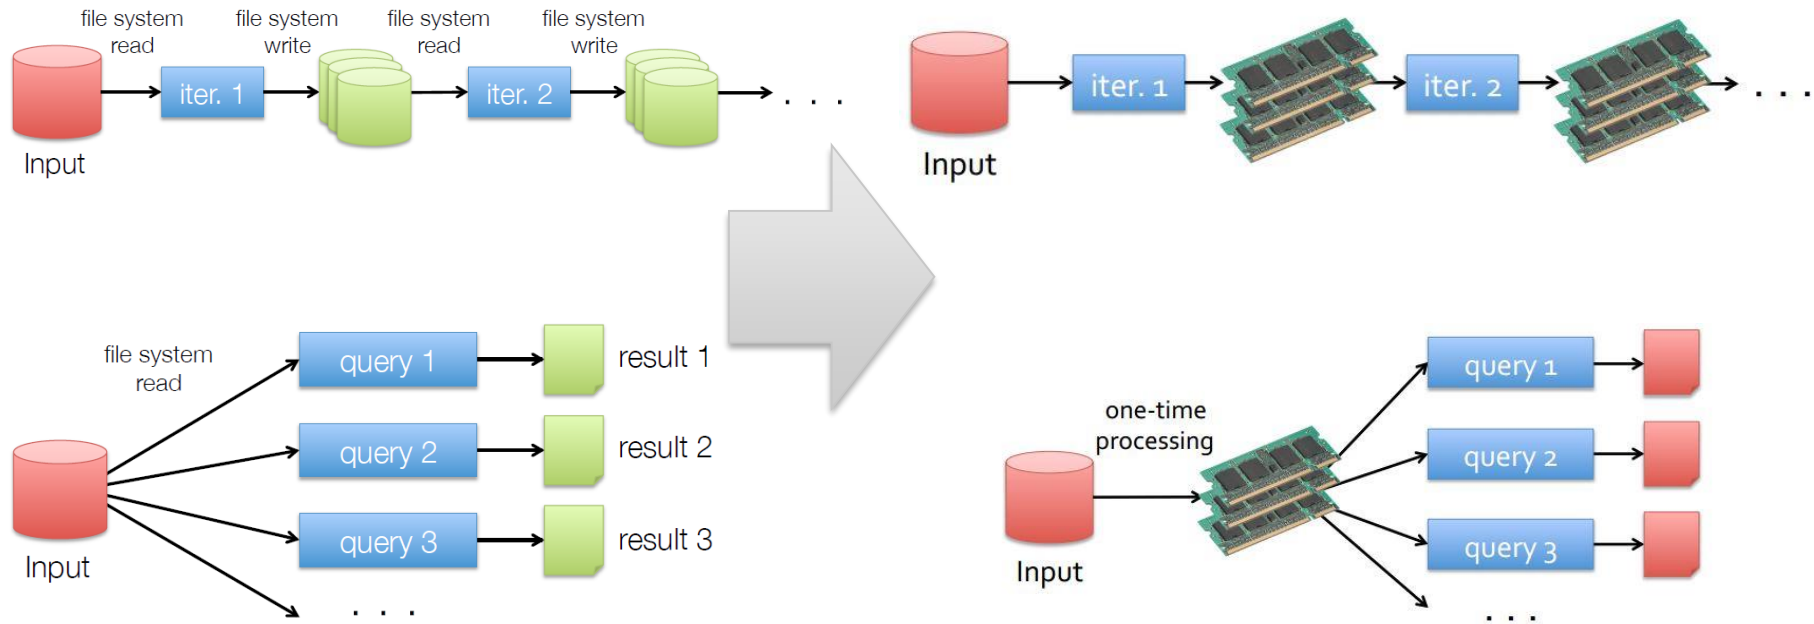 file system
read
file system
write
file system
read
file system
write
iter. 1
iter. 2
. . .
Input
iter. 1
iter. 2
. . .
Input
file system
read
query 1
result 1
query 2
result 2
query 3
result 3
Input
. . .
one-time
processing
query 1
query 2
query 3
Input
. . .